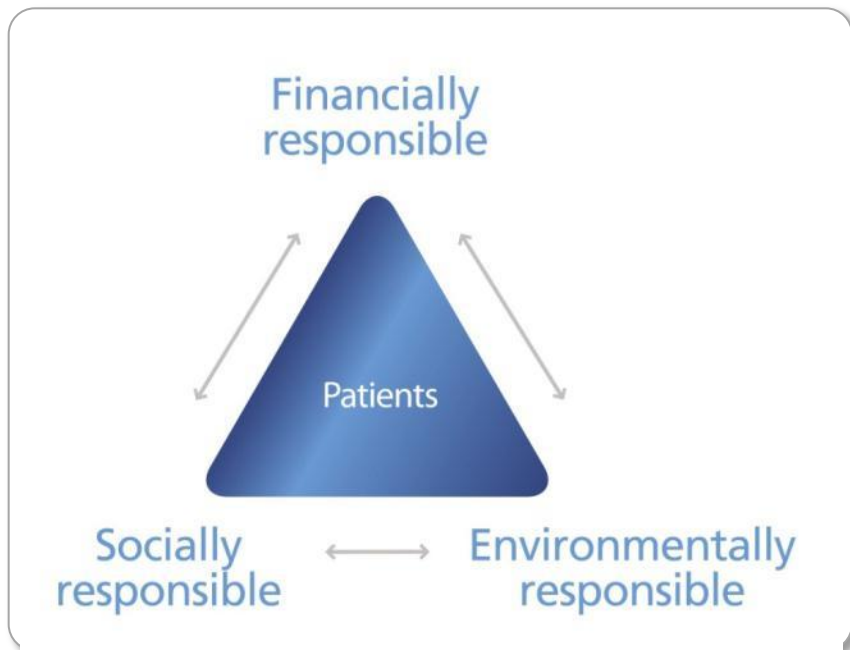 Financially
responsible
Patients
Socially
responsible
Environmentally
responsible